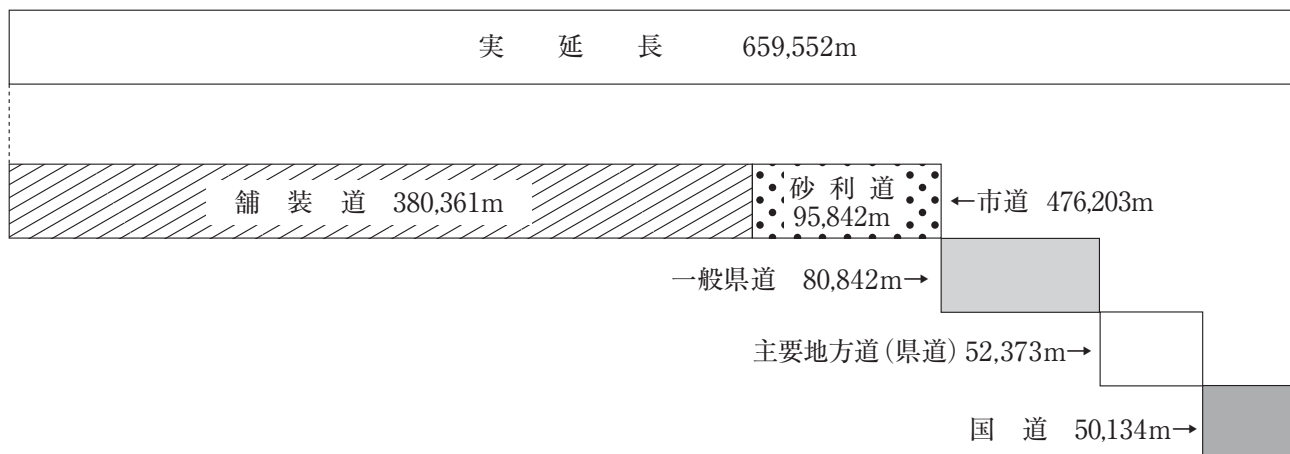 実　延　長　659,552m
舗　装　道　380,361m
砂 利 道
95,842m
←市道 476,203m
一般県道　80,842m→
主要地方道（県道）52,373m→
国　道　50,134m→